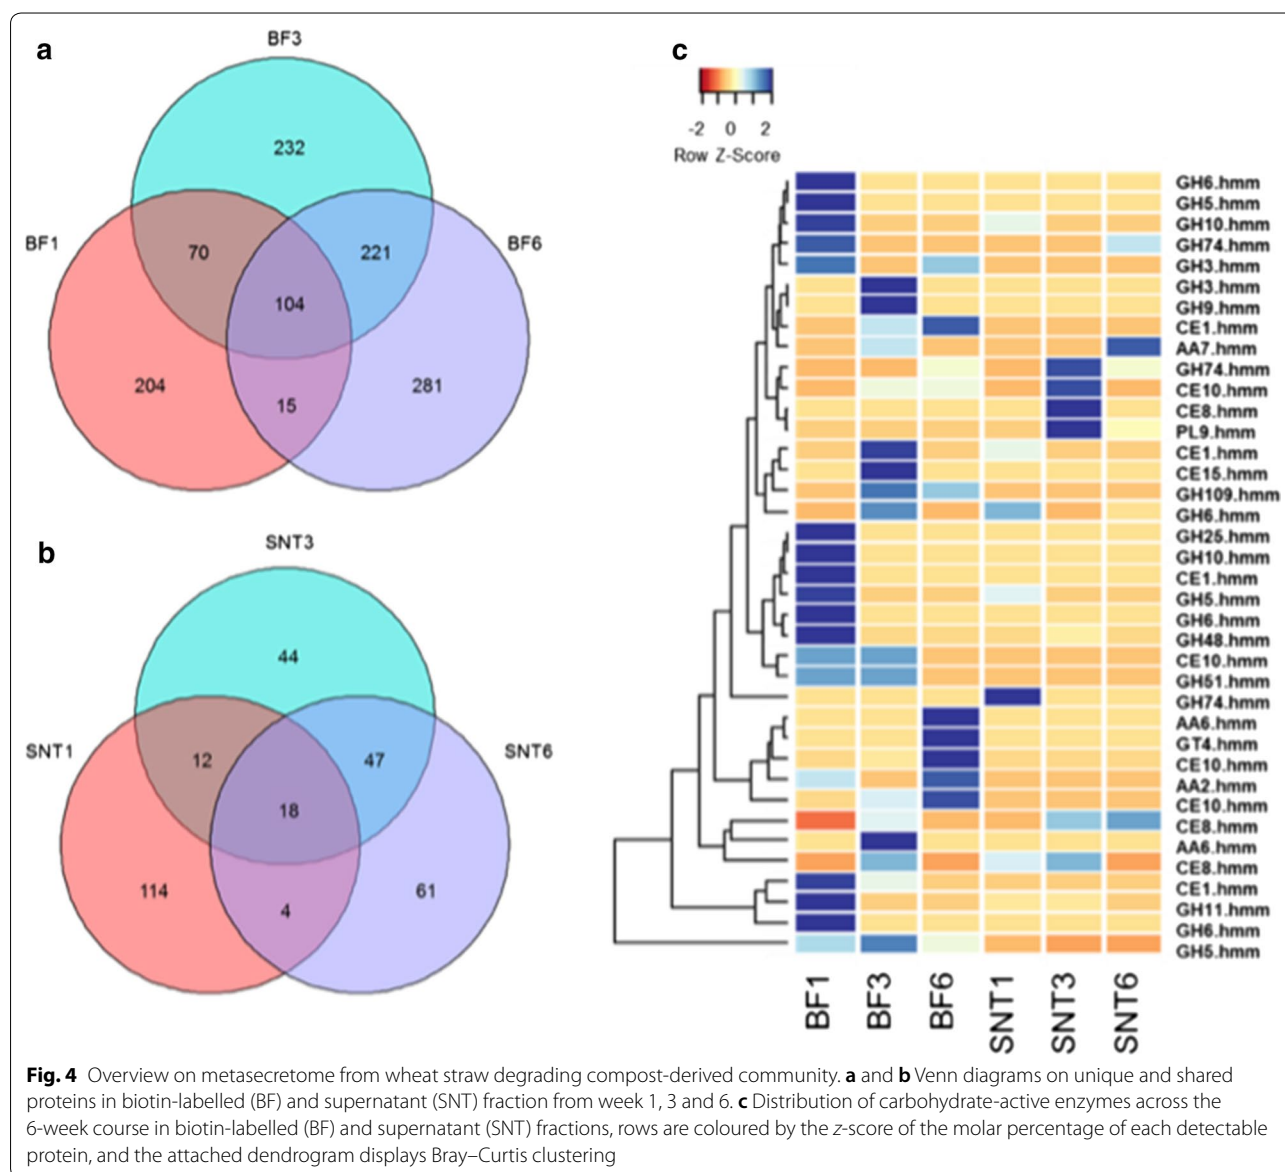 a
BF3
232
BF1
BF6
70
221
104
204
15
281
b
SNT3
44
SNT1
SNT6
12
47
18
114
4
61
c
-2 0 2
Row Z-Score
GH6.hmm
GH5.hmm
GH10.hmm
GH74.hmm
GH3.hmm
GH3.hmm
GH9.hmm
CE1.hmm
AA7.hmm
GH74.hmm
CE10.hmm
CE8.hmm
PL9.hmm
CE1.hmm
CE15.hmm
GH109.hmm
GH6.hmm
GH25.hmm
GH10.hmm
CE1.hmm
GH5.hmm
GH6.hmm
GH48.hmm
CE10.hmm
GH51.hmm
GH74.hmm
AA6.hmm
GT4.hmm
CE10.hmm
AA2.hmm
CE10.hmm
CE8.hmm
AA6.hmm
CE8.hmm
CE1.hmm
GH11.hmm
GH6.hmm
GH5.hmm
BF1
BF3
BF6
SNT1
SNT3
SNT6
Fig. 4 Overview on metasecretome from wheat straw degrading compost-derived community. a and b Venn diagrams on unique and shared
proteins in biotin-labelled (BF) and supernatant (SNT) fraction from week 1, 3 and 6. c Distribution of carbohydrate-active enzymes across the
6-week course in biotin-labelled (BF) and supernatant (SNT) fractions, rows are coloured by the z-score of the molar percentage of each detectable
protein, and the attached dendrogram displays Bray–Curtis clustering